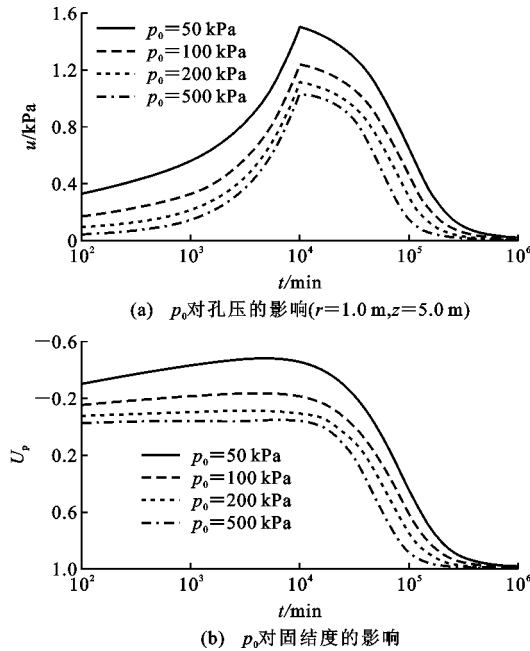 1.6
1.2
0.8
0.4
0
u/kPa
p₀=50 kPa
p₀=100 kPa
p₀=200 kPa
p₀=500 kPa
10² 10³ 10⁴ 10⁵ 10⁶
t/min
(a) p₀对孔压的影响(r=1.0 m,z=5.0 m)
−0.6
−0.2
0.2
0.6
1.0
Uₚ
p₀=50 kPa
p₀=100 kPa
p₀=200 kPa
p₀=500 kPa
10² 10³ 10⁴ 10⁵ 10⁶
t/min
(b) p₀对固结度的影响